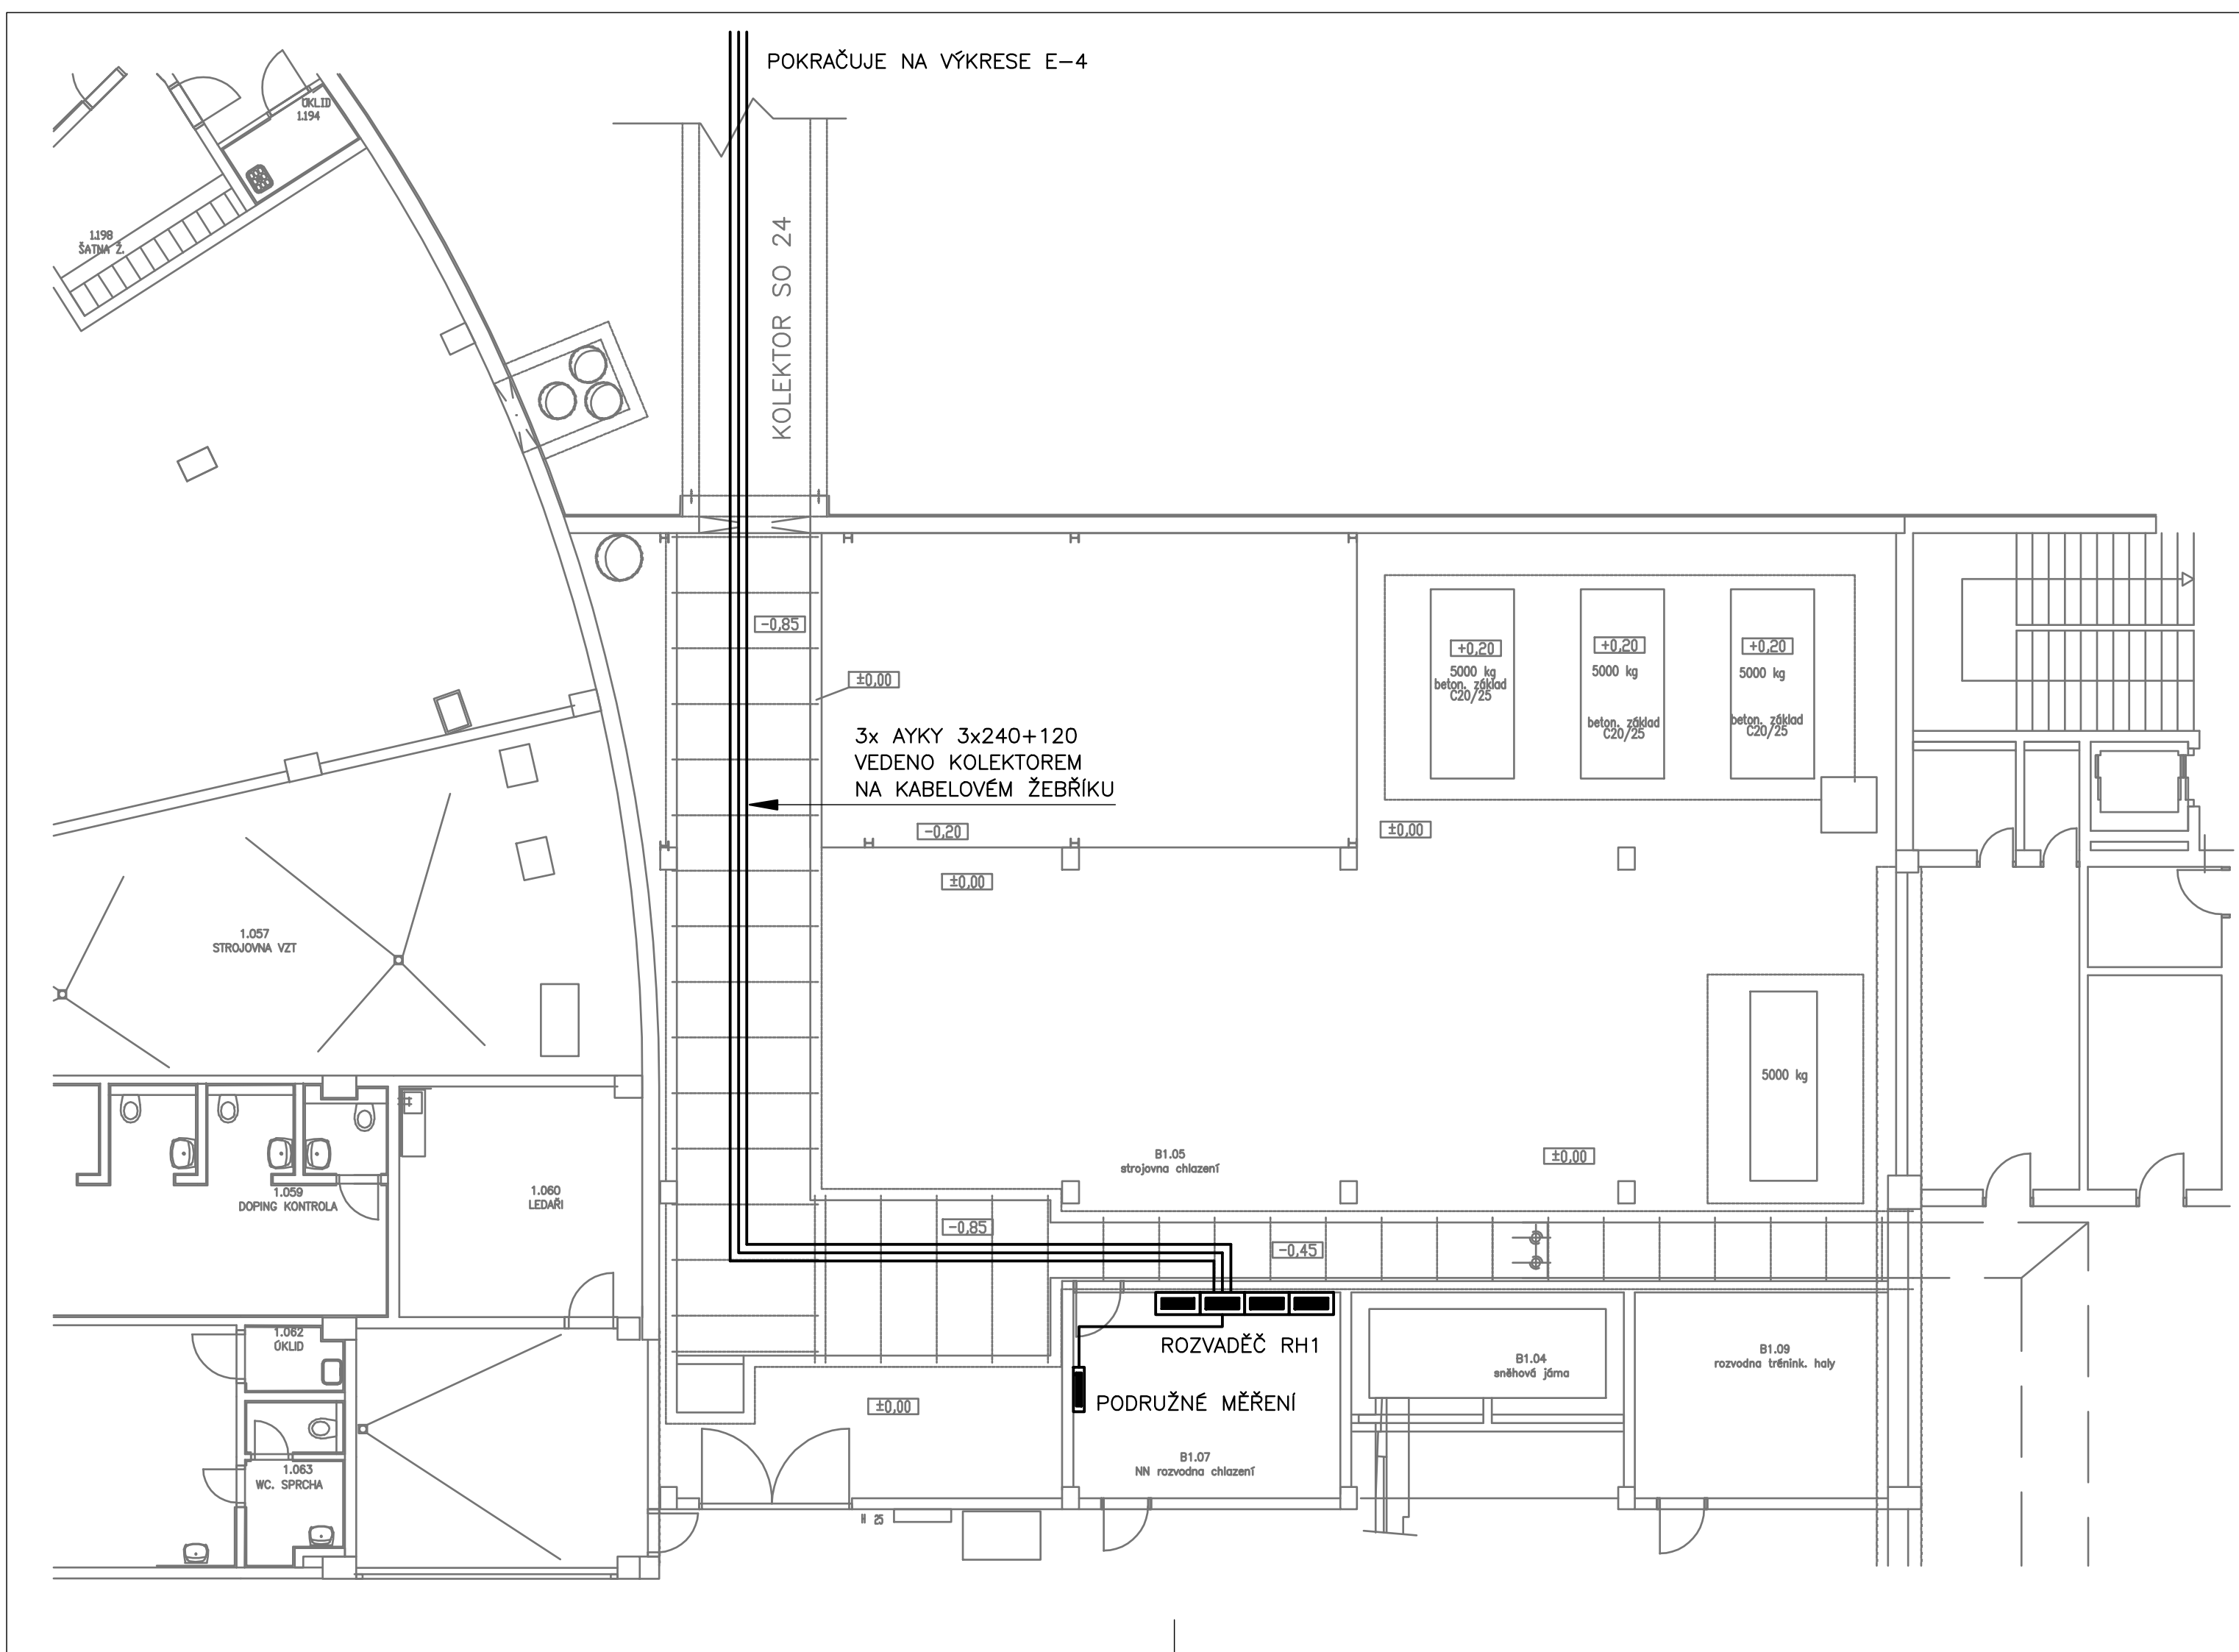 POKRAČUJE NA VÝKRESE E-4
ÚKLID
1.194
1.198
ŠATNA Ž.
KOLEKTOR SO 24
-0,85
±0,00
+0,20
5000 kg
beton. základ
C20/25
+0,20
5000 kg
beton. základ
C20/25
+0,20
5000 kg
beton. základ
C20/25
3x AYKY 3x240+120
VEDENO KOLEKTOREM
NA KABELOVÉM ŽEBŘÍKU
-0,20
±0,00
±0,00
1.057
STROJOVNA VZT
5000 kg
B1.05
strojovna chlazení
±0,00
1.059
DOPING KONTROLA
1.060
LEDAŘI
-0,85
-0,45
1.062
ÚKLID
ROZVADĚČ RH1
B1.04
sněhová jáma
B1.09
rozvodna trénink. haly
PODRUŽNÉ MĚŘENÍ
±0,00
B1.07
NN rozvodna chlazení
1.063
WC. SPRCHA
H 25